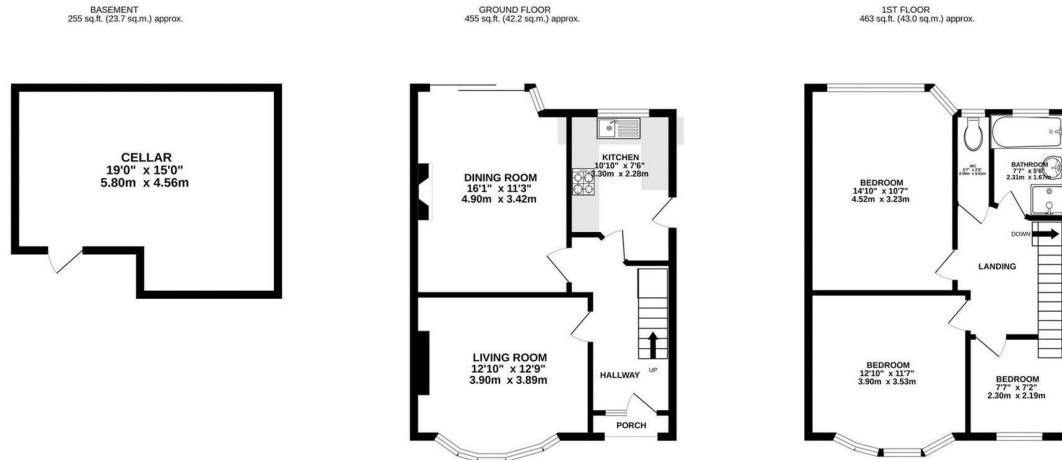 BASEMENT
255 sq.ft. (23.7 sq.m.) approx.
GROUND FLOOR
455 sq.ft. (42.2 sq.m.) approx.
1ST FLOOR
463 sq.ft. (43.0 sq.m.) approx.
CELLAR
19'0" x 15'0"
5.80m x 4.56m
DINING ROOM
16'1" x 11'3"
4.90m x 3.42m
KITCHEN
10'10" x 7'6"
3.30m x 2.28m
LIVING ROOM
12'10" x 12'9"
3.90m x 3.89m
HALLWAY
UP
PORCH
BEDROOM
14'10" x 10'7"
4.52m x 3.23m
WC
BATHROOM
7'7" x 5'6"
2.31m x 1.67m
DOWN
LANDING
BEDROOM
12'10" x 11'7"
3.90m x 3.53m
BEDROOM
7'7" x 7'2"
2.30m x 2.19m